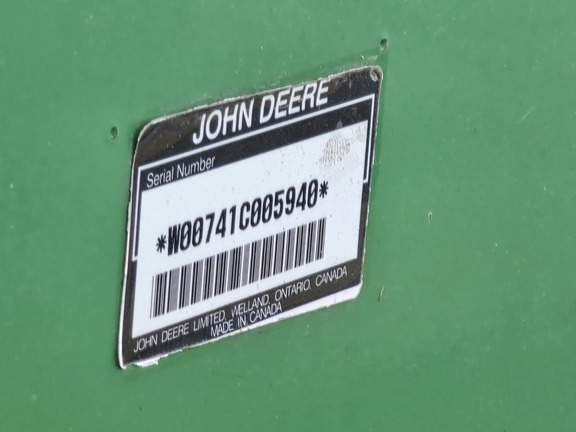 JOHN DEERE
Serial Number
*W00741C005940*
JOHN DEERE LIMITED, WELLAND, ONTARIO, CANADA
MADE IN CANADA